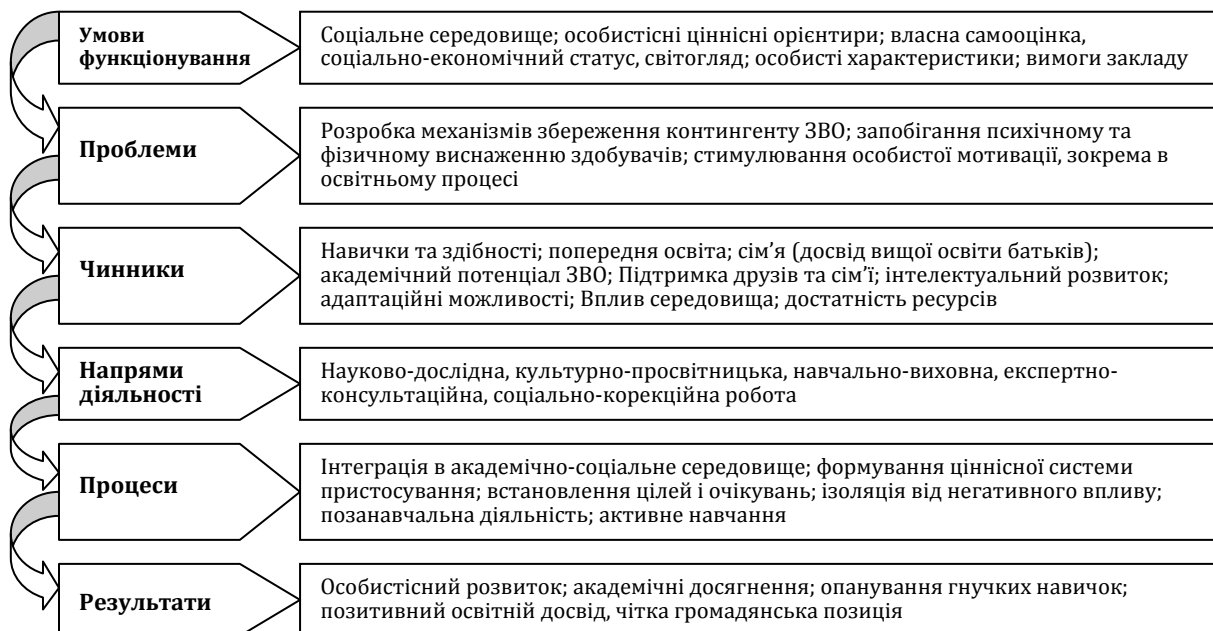 Умови
функціонування
Соціальне середовище; особистісні ціннісні орієнтири; власна самооцінка,
соціально-економічний статус, світогляд; особисті характеристики; вимоги закладу
Проблеми
Розробка механізмів збереження контингенту ЗВО; запобігання психічному та
фізичному виснаженню здобувачів; стимулювання особистої мотивації, зокрема в
освітньому процесі
Чинники
Навички та здібності; попередня освіта; сім’я (досвід вищої освіти батьків);
академічний потенціал ЗВО; Підтримка друзів та сім’ї; інтелектуальний розвиток;
адаптаційні можливості; Вплив середовища; достатність ресурсів
Напрями
діяльності
Науково-дослідна, культурно-просвітницька, навчально-виховна, експертно-
консультаційна, соціально-корекційна робота
Процеси
Інтеграція в академічно-соціальне середовище; формування ціннісної системи
пристосування; встановлення цілей і очікувань; ізоляція від негативного впливу;
позанавчальна діяльність; активне навчання
Результати
Особистісний розвиток; академічні досягнення; опанування гнучких навичок;
позитивний освітній досвід, чітка громадянська позиція